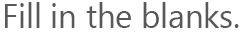 Fill in the blanks.